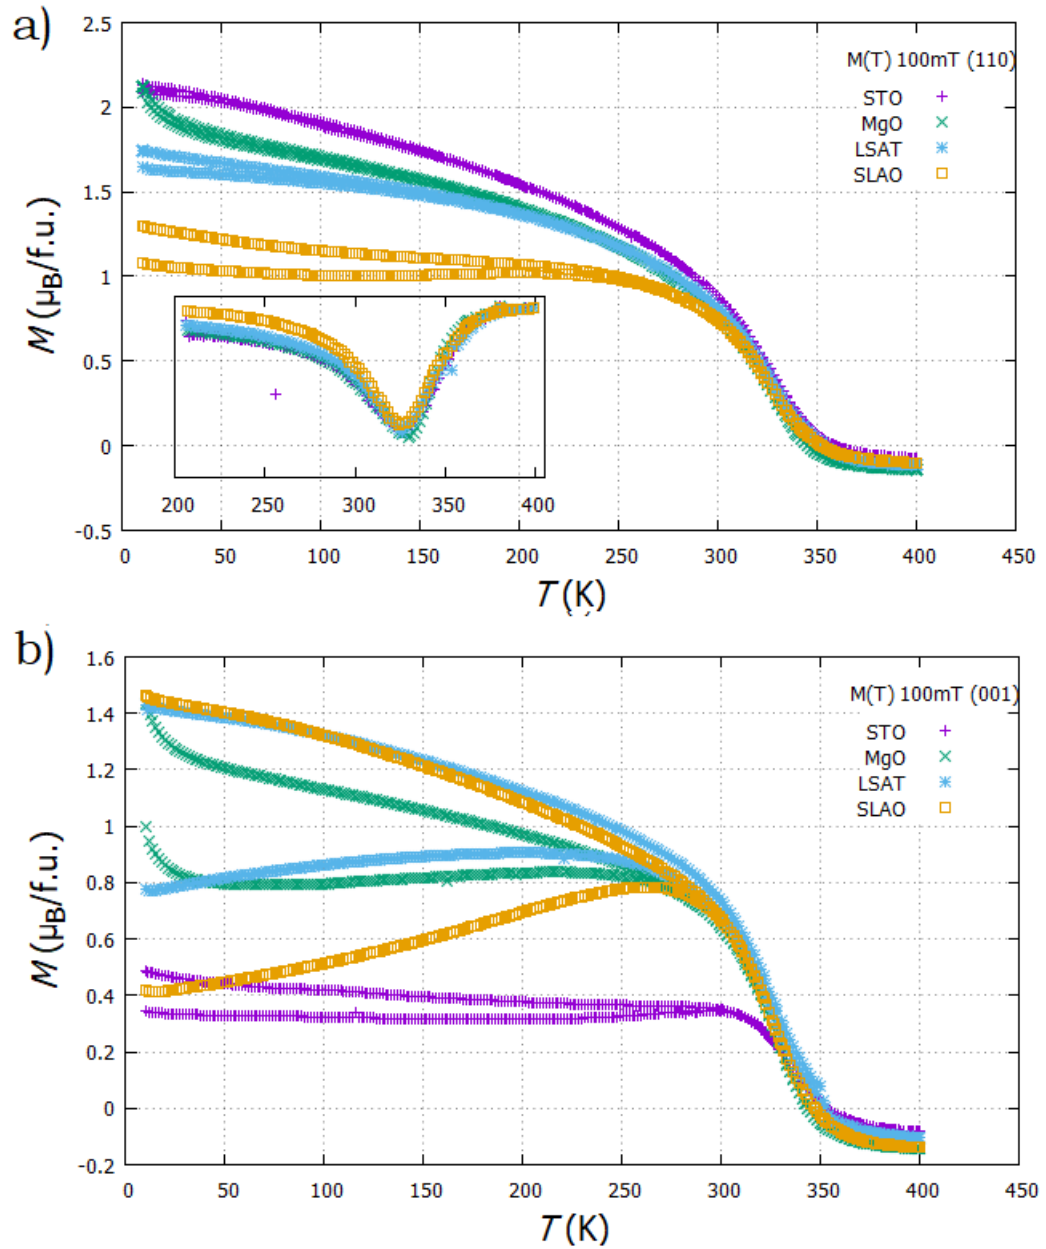 a)
2.5
2
1.5
1
0.5
0
-0.5
M (μB/f.u.)
M(T) 100mT (110)
STO
MgO
LSAT
SLAO
200 250 300 350 400
0 50 100 150 200 250 300 350 400 450
T (K)
b)
1.6
1.4
1.2
1
0.8
0.6
0.4
0.2
0
-0.2
M (μB/f.u.)
M(T) 100mT (001)
STO
MgO
LSAT
SLAO
0 50 100 150 200 250 300 350 400 450
T (K)